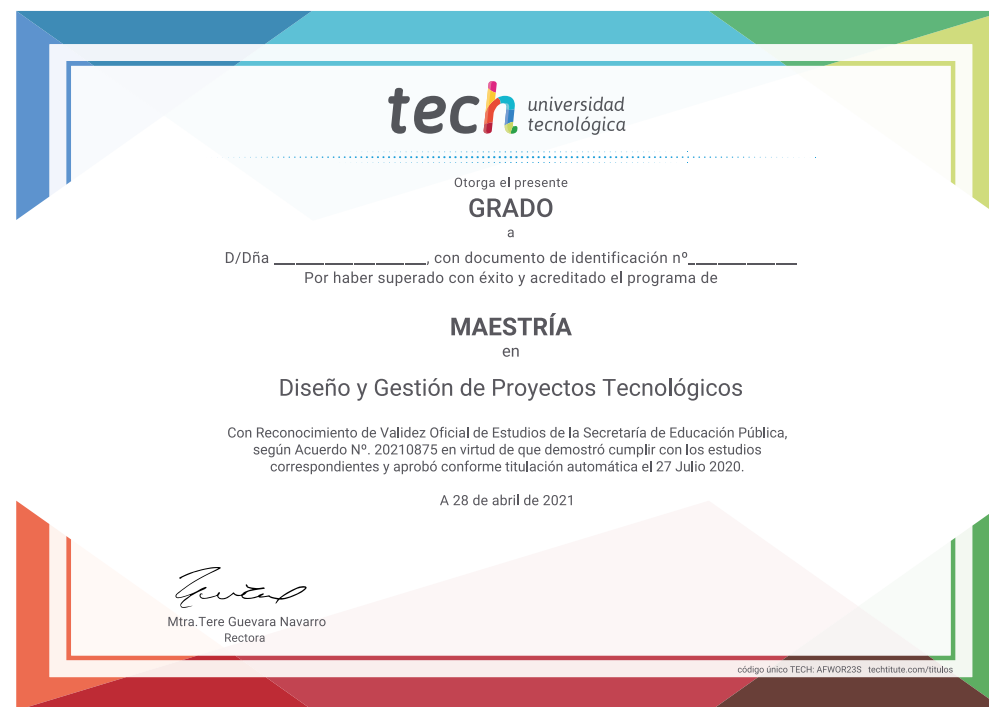 tech universidad
tecnológica
Otorga el presente
GRADO
a
D/Dña ____________________, con documento de identificación nº______________
Por haber superado con éxito y acreditado el programa de
MAESTRÍA
en
Diseño y Gestión de Proyectos Tecnológicos
Con Reconocimiento de Validez Oficial de Estudios de la Secretaría de Educación Pública,
según Acuerdo Nº. 20210875 en virtud de que demostró cumplir con los estudios
correspondientes y aprobó conforme titulación automática el 27 Julio 2020.
A 28 de abril de 2021
Mtra.Tere Guevara Navarro
Rectora
código único TECH: AFWOR23S techtitute.com/titulos